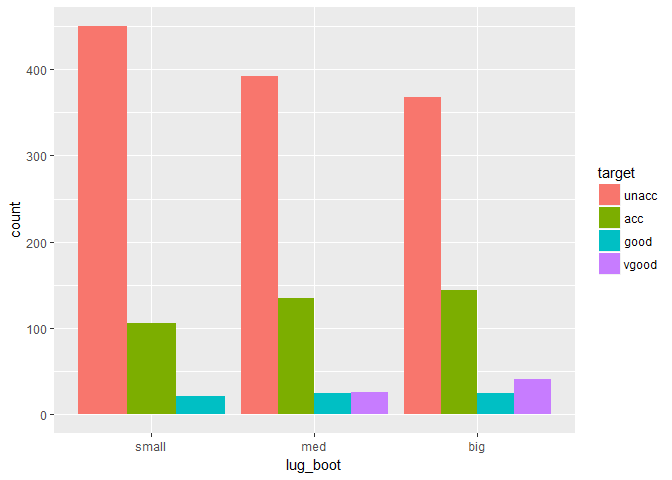 400
300
200
100
0
count
small med big
lug_boot
target
unacc
acc
good
vgood